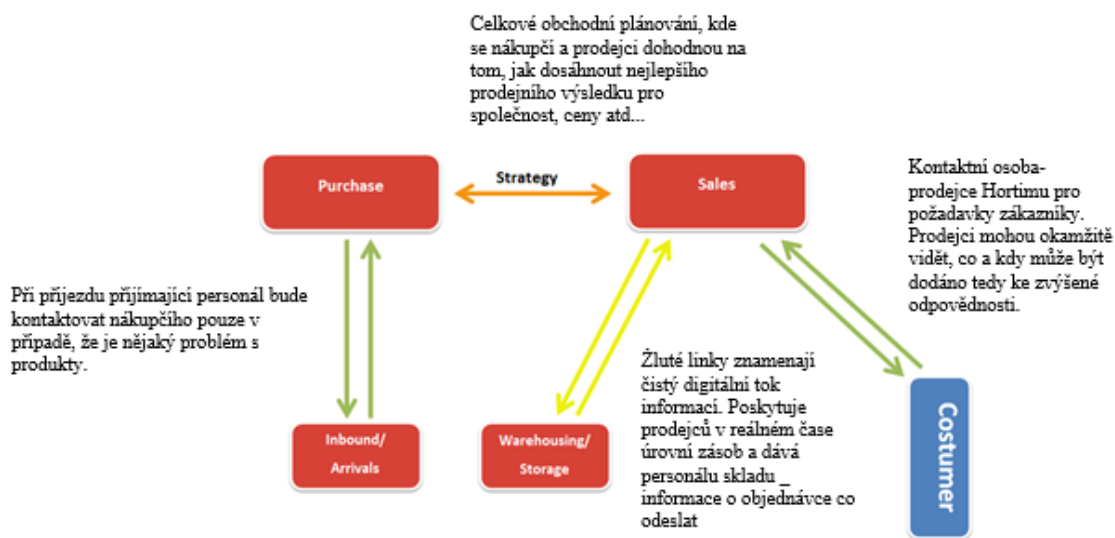 Celkové obchodní plánování, kde
se nákupčí a prodejci dohodnou na
tom, jak dosáhnout nejlepšího
prodejního výsledku pro
společnost, ceny atd...
Purchase
Strategy
Sales
Kontaktní osoba-
prodejce Hortimu pro
požadavky zákazníky.
Prodejci mohou okamžitě
vidět, co a kdy může být
dodáno tedy ke zvýšené
odpovědnosti.
Při příjezdu přijímající personál bude
kontaktovat nákupčího pouze v
případě, že je nějaký problém s
produkty.
Žluté linky znamenají
čistý digitální tok
informací. Poskytuje
prodejců v reálném čase
úrovní zásob a dává
personálu skladu _
informace o objednávce co
odeslat
Inbound/
Arrivals
Warehousing/
Storage
Costumer